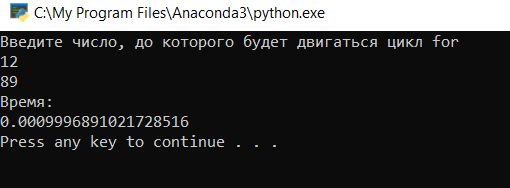 C:\My Program Files\Anaconda3\python.exe
Введите число, до которого будет двигаться цикл for
12
89
Время:
0.0009996891021728516
Press any key to continue . . .